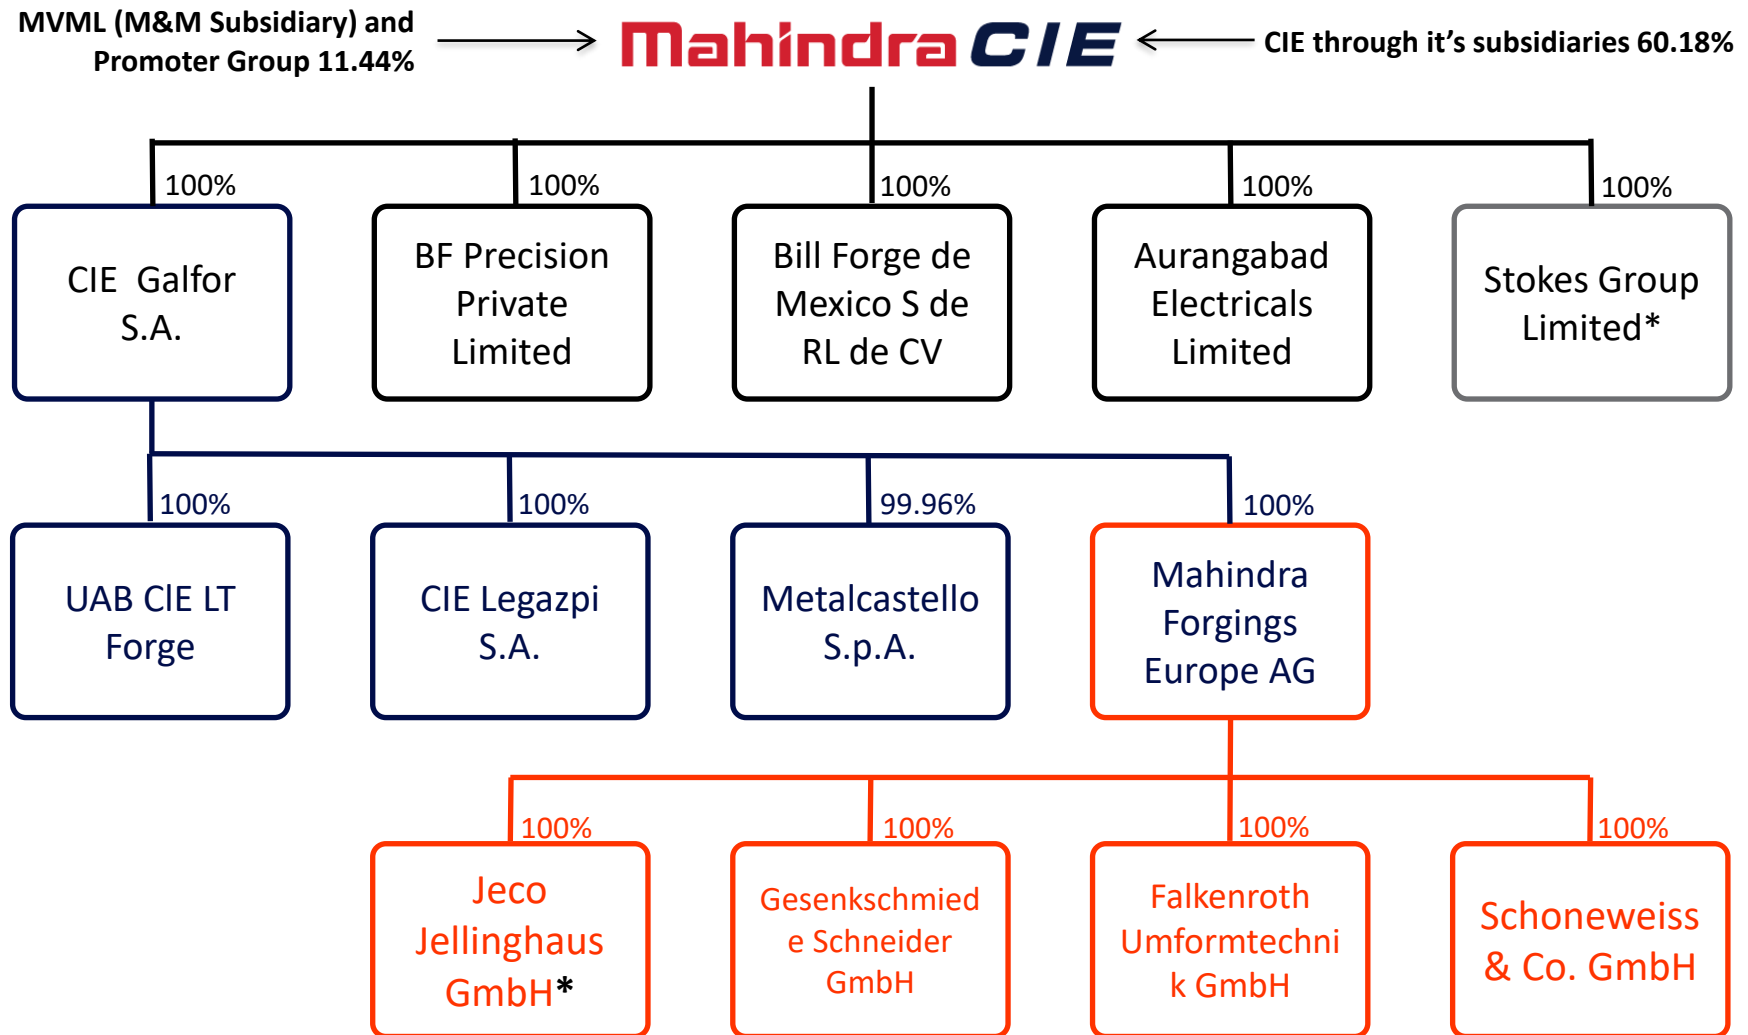 MVML (M&M Subsidiary) and
Promoter Group 11.44%
Mahindra CIE
CIE through it's subsidiaries 60.18%
100%
100%
100%
100%
100%
CIE Galfor
S.A.
BF Precision
Private
Limited
Bill Forge de
Mexico S de
RL de CV
Aurangabad
Electricals
Limited
Stokes Group
Limited*
100%
100%
99.96%
100%
UAB CIE LT
Forge
CIE Legazpi
S.A.
Metalcastello
S.p.A.
Mahindra
Forgings
Europe AG
100%
100%
100%
100%
Jeco
Jellinghaus
GmbH*
Gesenkschmied
e Schneider
GmbH
Falkenroth
Umformtechni
k GmbH
Schoneweiss
& Co. GmbH